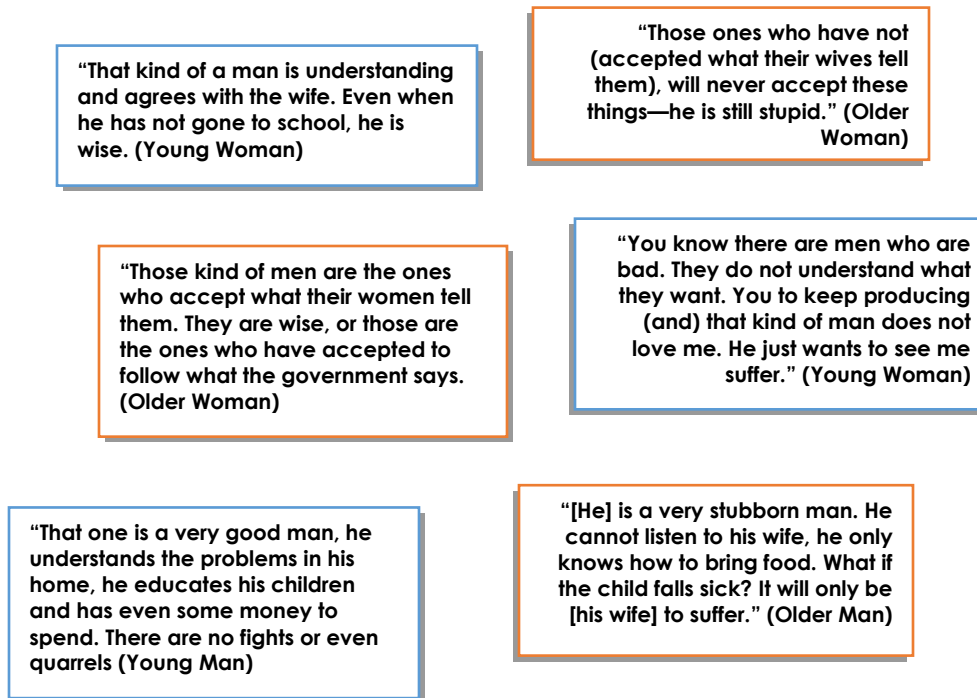 “That kind of a man is understanding
and agrees with the wife. Even when
he has not gone to school, he is
wise. (Young Woman)
“Those ones who have not
(accepted what their wives tell
them), will never accept these
things—he is still stupid.” (Older
Woman)
“Those kind of men are the ones
who accept what their women tell
them. They are wise, or those are
the ones who have accepted to
follow what the government says.
(Older Woman)
“You know there are men who are
bad. They do not understand what
they want. You to keep producing
(and) that kind of man does not
love me. He just wants to see me
suffer.” (Young Woman)
“That one is a very good man, he
understands the problems in his
home, he educates his children
and has even some money to
spend. There are no fights or even
quarrels (Young Man)
“[He] is a very stubborn man. He
cannot listen to his wife, he only
knows how to bring food. What if
the child falls sick? It will only be
[his wife] to suffer.” (Older Man)